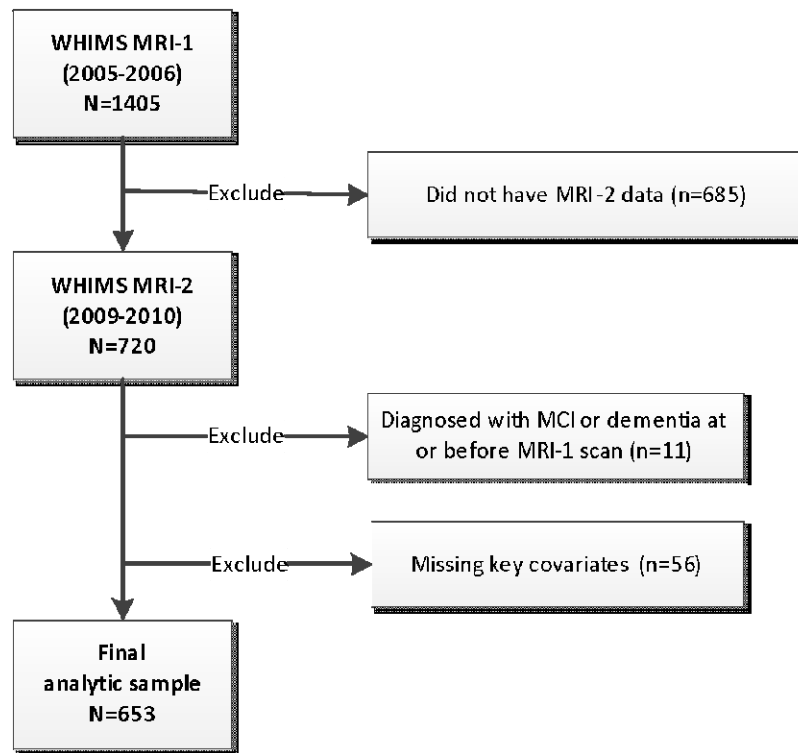 WHIMS MRI-1
(2005-2006)
N=1405
Exclude
Did not have MRI-2 data (n=685)
WHIMS MRI-2
(2009-2010)
N=720
Exclude
Diagnosed with MCI or dementia at
or before MRI-1 scan (n=11)
Exclude
Missing key covariates (n=56)
Final
analytic sample
N=653